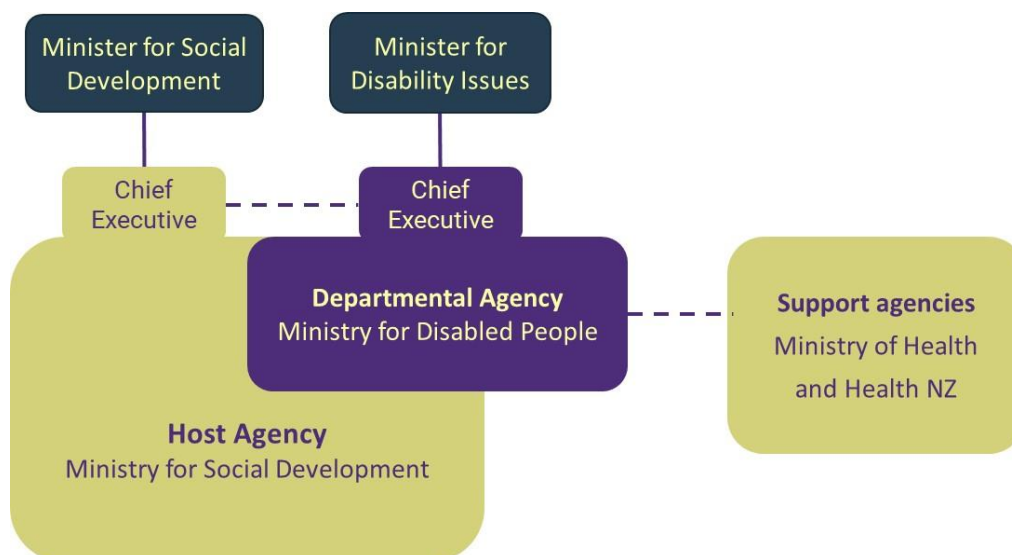 Minister for Social
Development
Minister for
Disability Issues
Chief
Executive
Chief
Executive
Departmental Agency
Ministry for Disabled People
Support agencies
Ministry of Health
and Health NZ
Host Agency
Ministry for Social Development